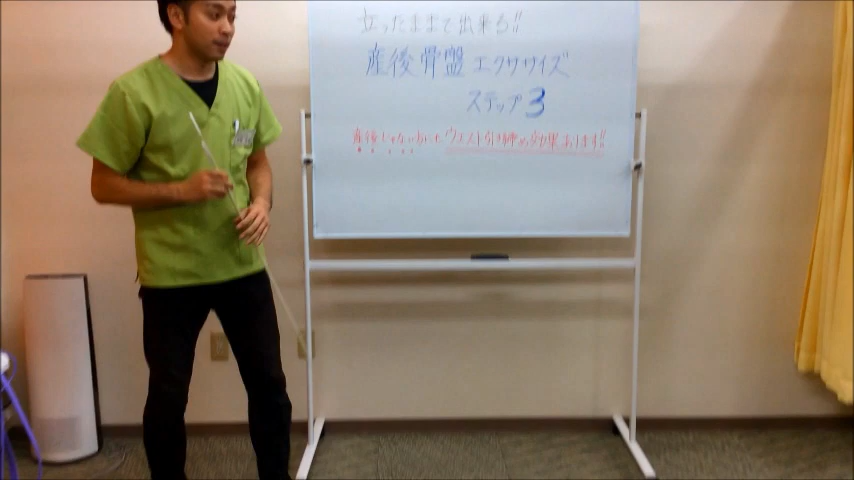 立ったままで出来る!!
産後骨盤エクササイズ
ステップ3
産後じゃない方にもウエスト引き締め効果あります!!